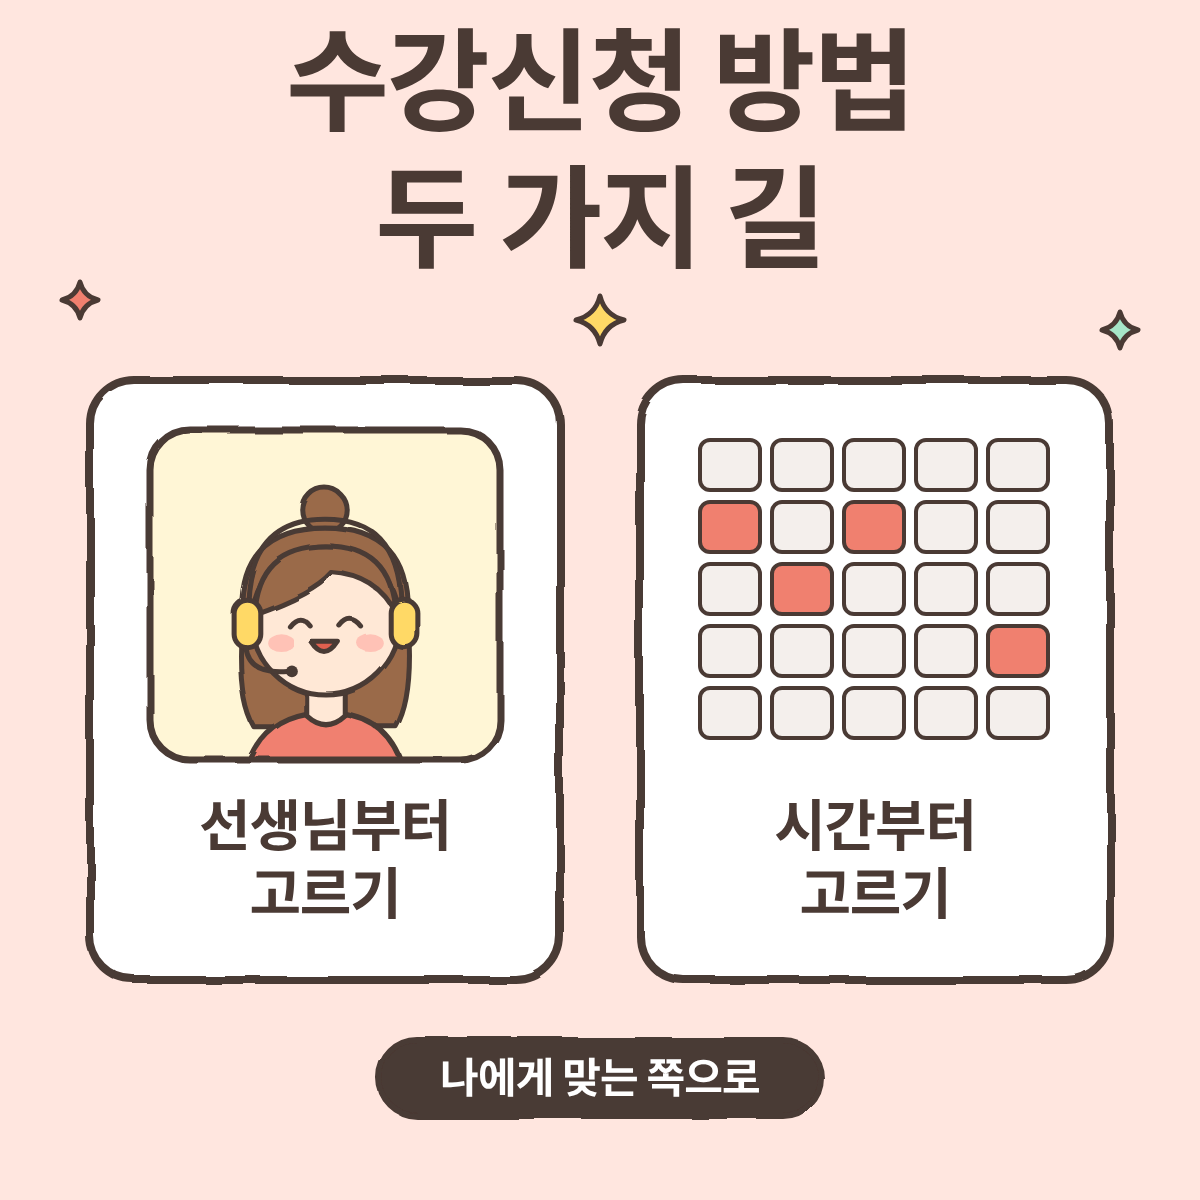 수강신청 방법
두 가지 길
선생님부터
고르기
시간부터
고르기
나에게 맞는 쪽으로